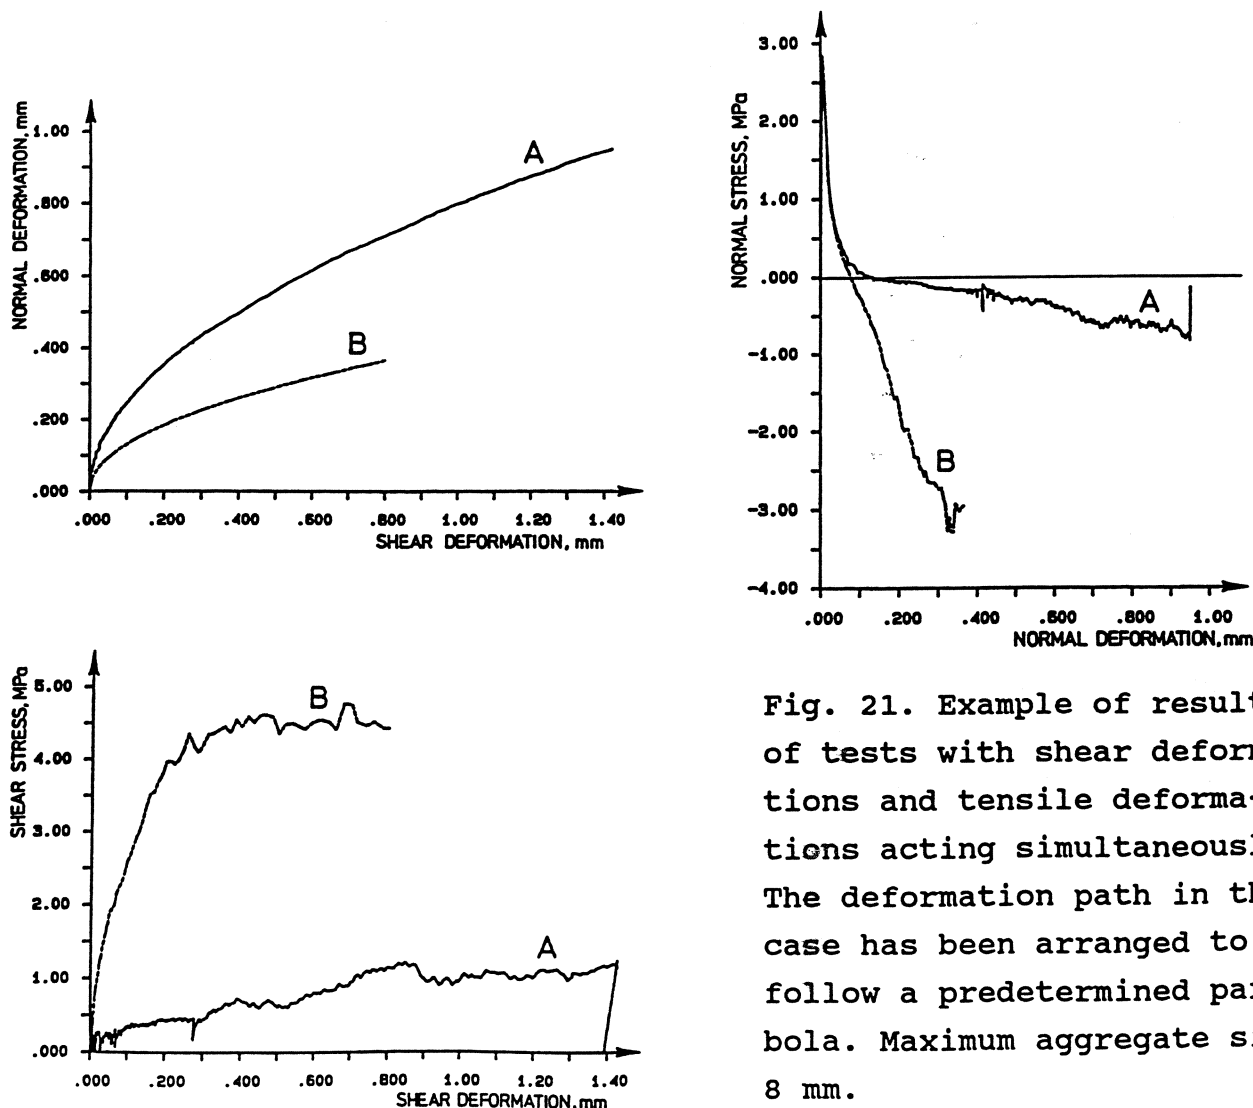 NORMAL DEFORMATION, mm
1.00
.800
.600
.400
.200
.000
A
B
.000 .200 .400 .600 .800 1.00 1.20 1.40
SHEAR DEFORMATION, mm
NORMAL STRESS, MPa
3.00
2.00
1.00
.000
-1.00
-2.00
-3.00
-4.00
A
B
.000 .200 .400 .600 .800 1.00
NORMAL DEFORMATION, mm
SHEAR STRESS, MPa
5.00
4.00
3.00
2.00
1.00
.000
B
A
.000 .200 .400 .600 .800 1.00 1.20 1.40
SHEAR DEFORMATION, mm
Fig. 21. Example of result
of tests with shear deform
tions and tensile deforma-
tions acting simultaneousl
The deformation path in th
case has been arranged to
follow a predetermined par
bola. Maximum aggregate si
8 mm.